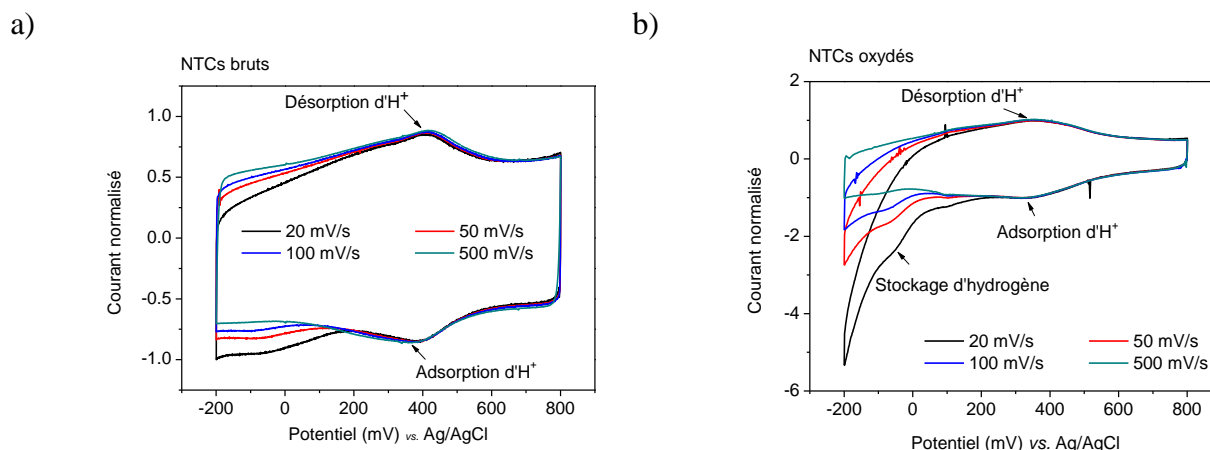 a)
NTCs bruts
Désorption d'H+
1.0
0.5
0.0
-0.5
-1.0
Courant normalisé
20 mV/s
50 mV/s
100 mV/s
500 mV/s
Adsorption d'H+
-200
0
200
400
600
800
Potentiel (mV) vs. Ag/AgCl
b)
NTCs oxydés
Désorption d'H+
2
0
-2
-4
-6
Courant normalisé
Adsorption d'H+
Stockage d'hydrogène
20 mV/s
50 mV/s
100 mV/s
500 mV/s
-200
0
200
400
600
800
Potentiel (mV) vs. Ag/AgCl